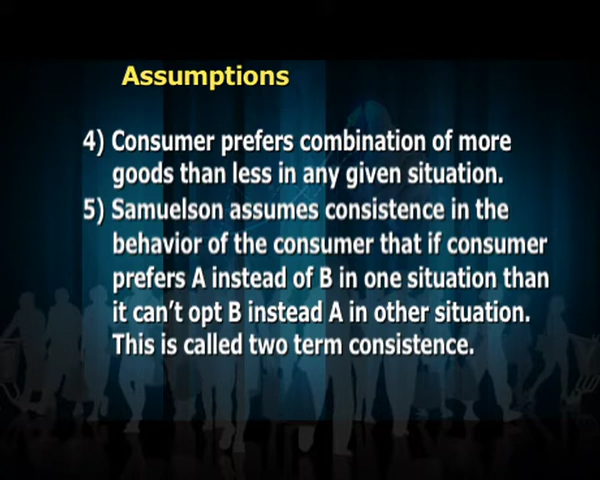 Assumptions
4) Consumer prefers combination of more
goods than less in any given situation.
5) Samuelson assumes consistence in the
behavior of the consumer that if consumer
prefers A instead of B in one situation than
it can't opt B instead A in other situation.
This is called two term consistence.